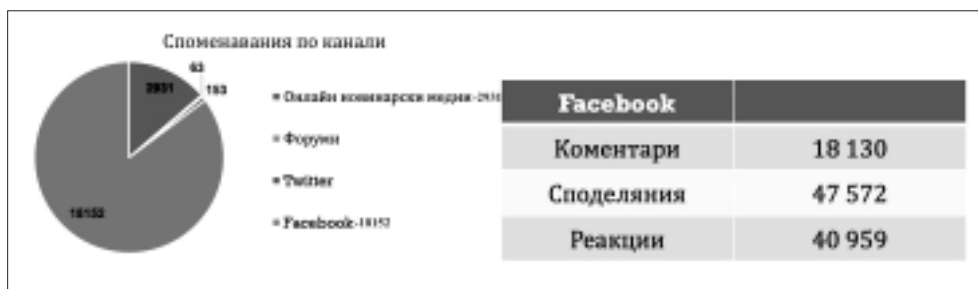 Споменавания по канали
63
2931
153
18152
Онлайн новинарски медии-2931
Форуми
Twitter
Facebook-18152
Facebook
Коментари 18 130
Споделяния 47 572
Реакции 40 959